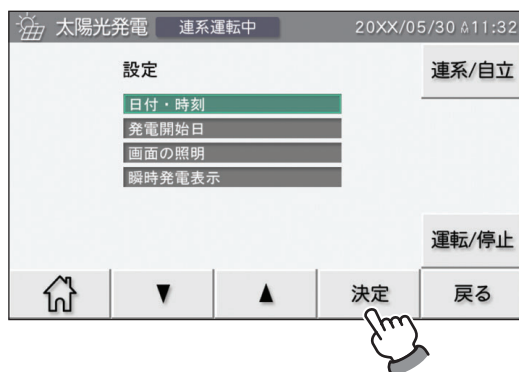 太陽光発電 連系運転中 20XX/05/30 11:32
設定
連系/自立
日付・時刻
発電開始日
画面の照明
瞬時発電表示
運転/停止
▼ ▲ 決定 戻る